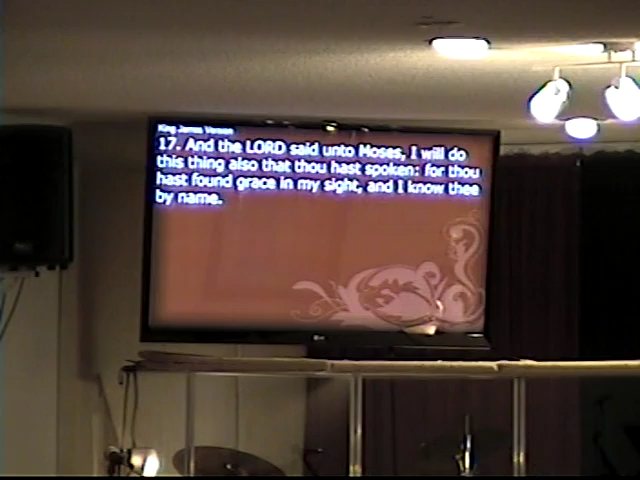 King James Version
17. And the LORD said unto Moses, I will do
this thing also that thou hast spoken: for thou
hast found grace in my sight, and I know thee
by name.
LG